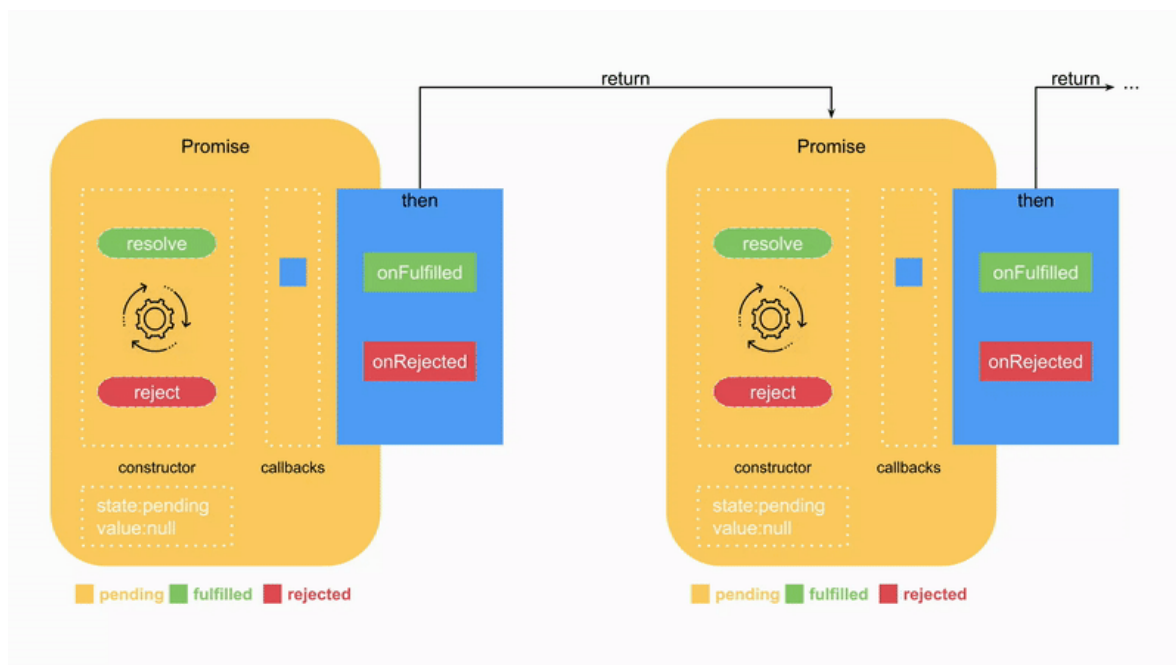 return
return ...
Promise
then
resolve
onFulfilled
onRejected
reject
constructor
callbacks
state:pending
value:null
pending fulfilled rejected
Promise
then
resolve
onFulfilled
onRejected
reject
constructor
callbacks
state:pending
value:null
pending fulfilled rejected